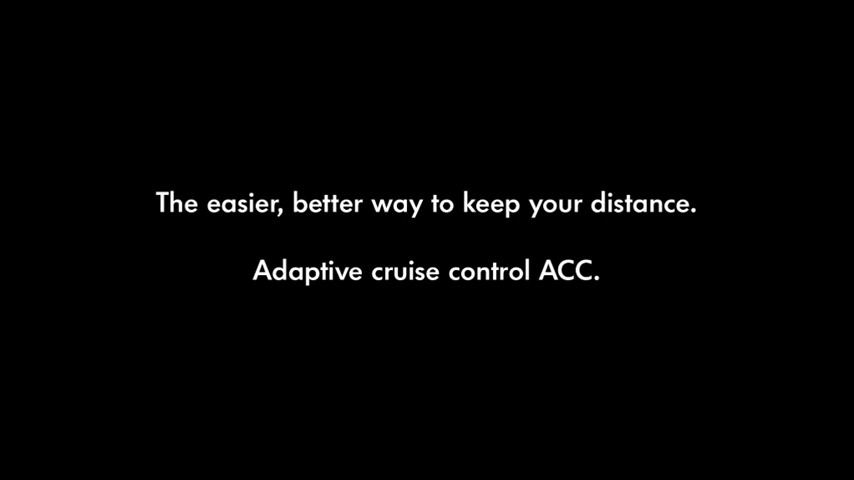 The easier, better way to keep your distance.
Adaptive cruise control ACC.